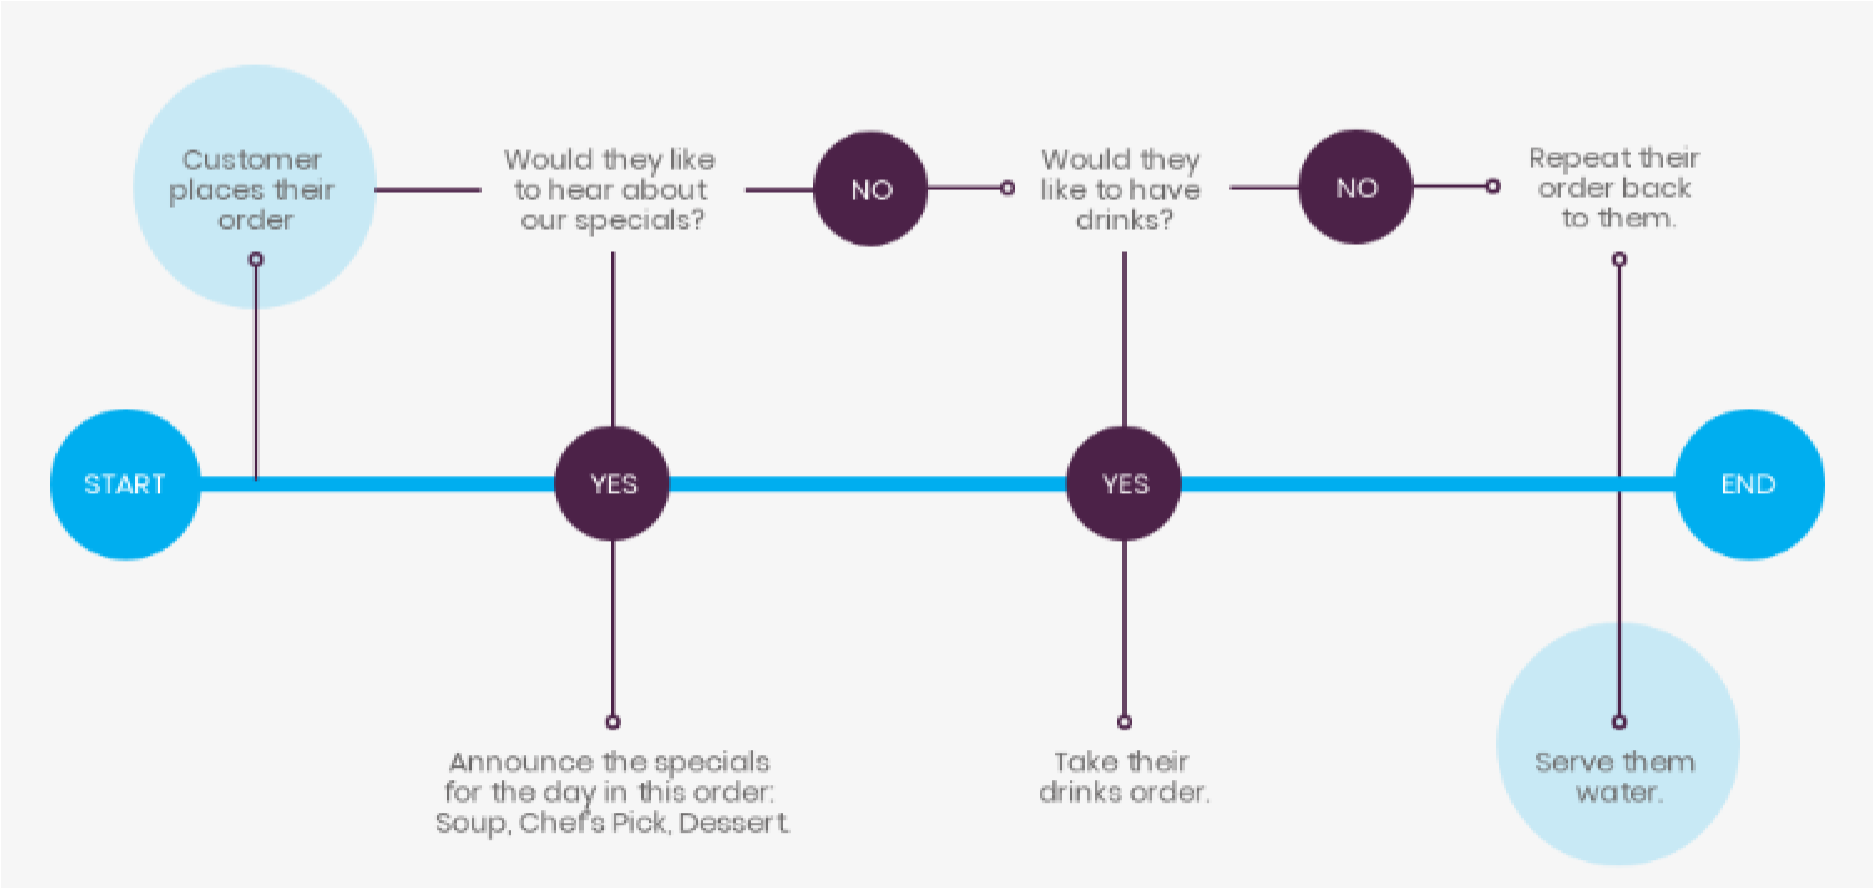 Customer
places their
order
Would they like
to hear about
our specials?
NO
Would they
like to have
drinks?
NO
Repeat their
order back
to them.
START
YES
YES
END
Announce the specials
for the day in this order:
Soup, Chef's Pick, Dessert.
Take their
drinks order.
Serve them
water.